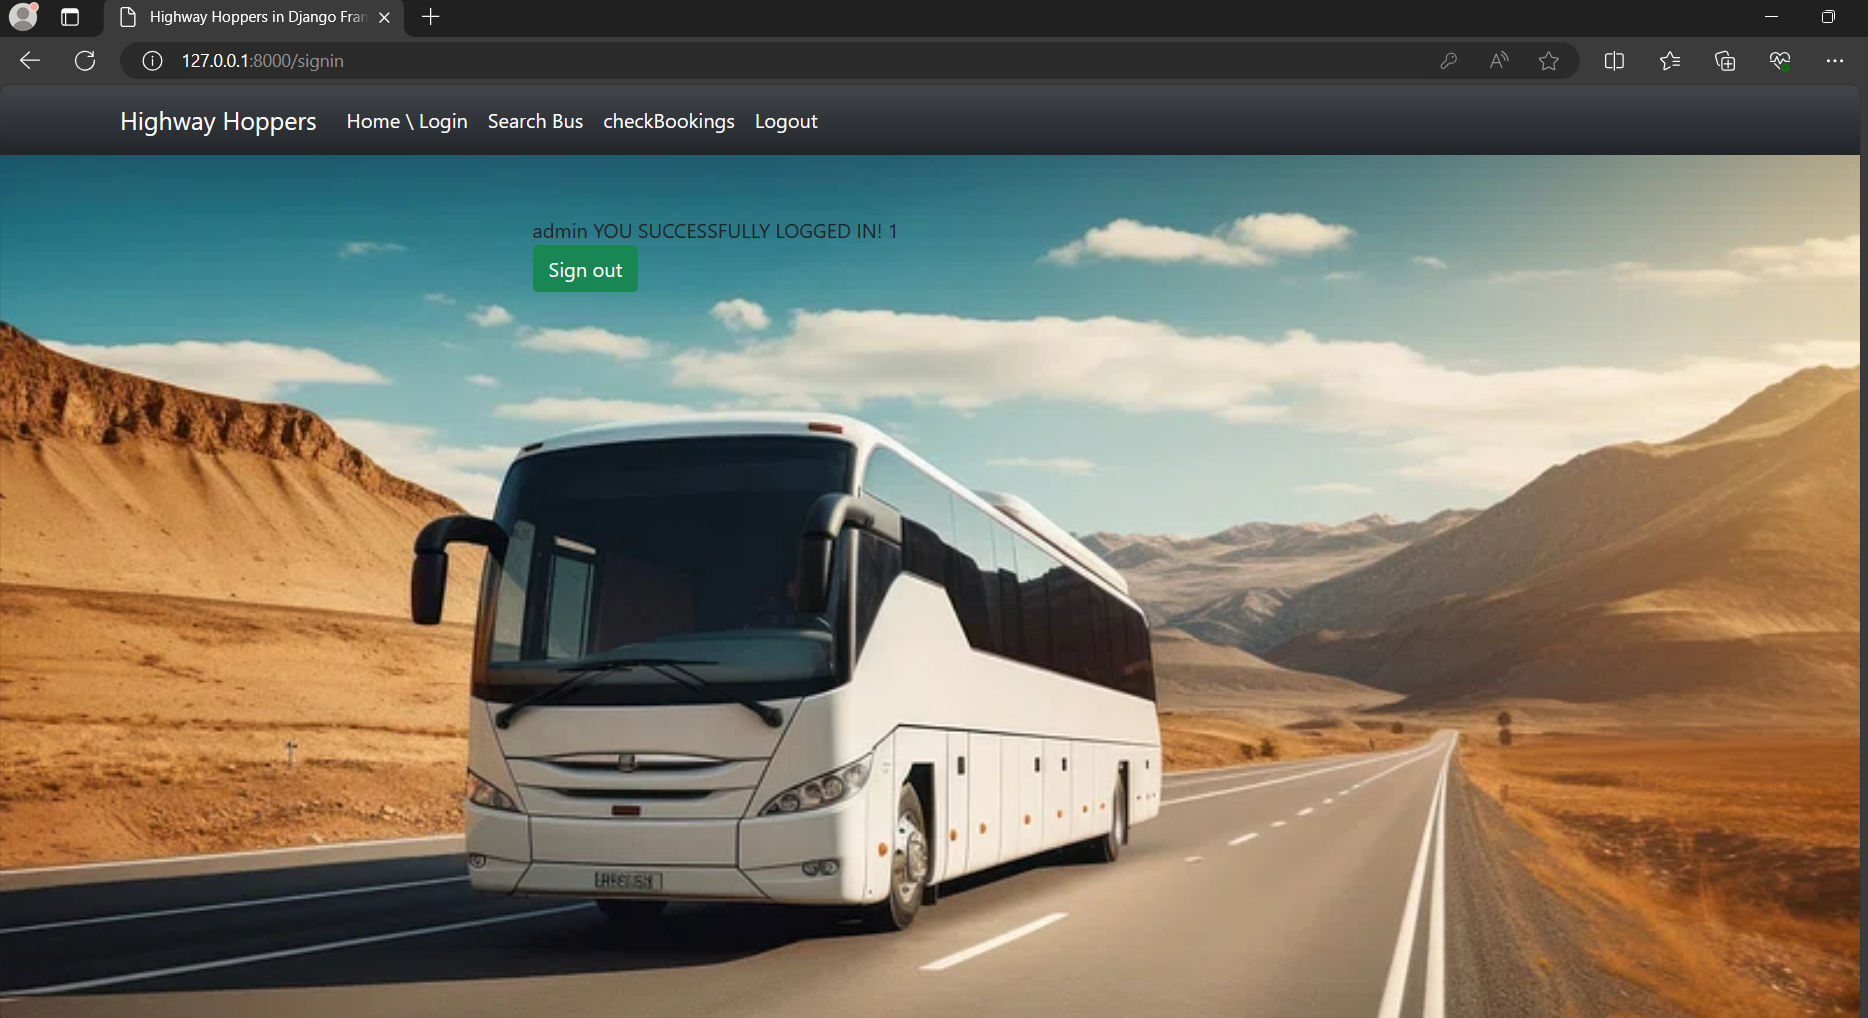 Highway Hoppers in Django Fran
127.0.0.1:8000/signin
Highway Hoppers Home \ Login Search Bus checkBookings Logout
admin YOU SUCCESSFULLY LOGGED IN! 1
Sign out